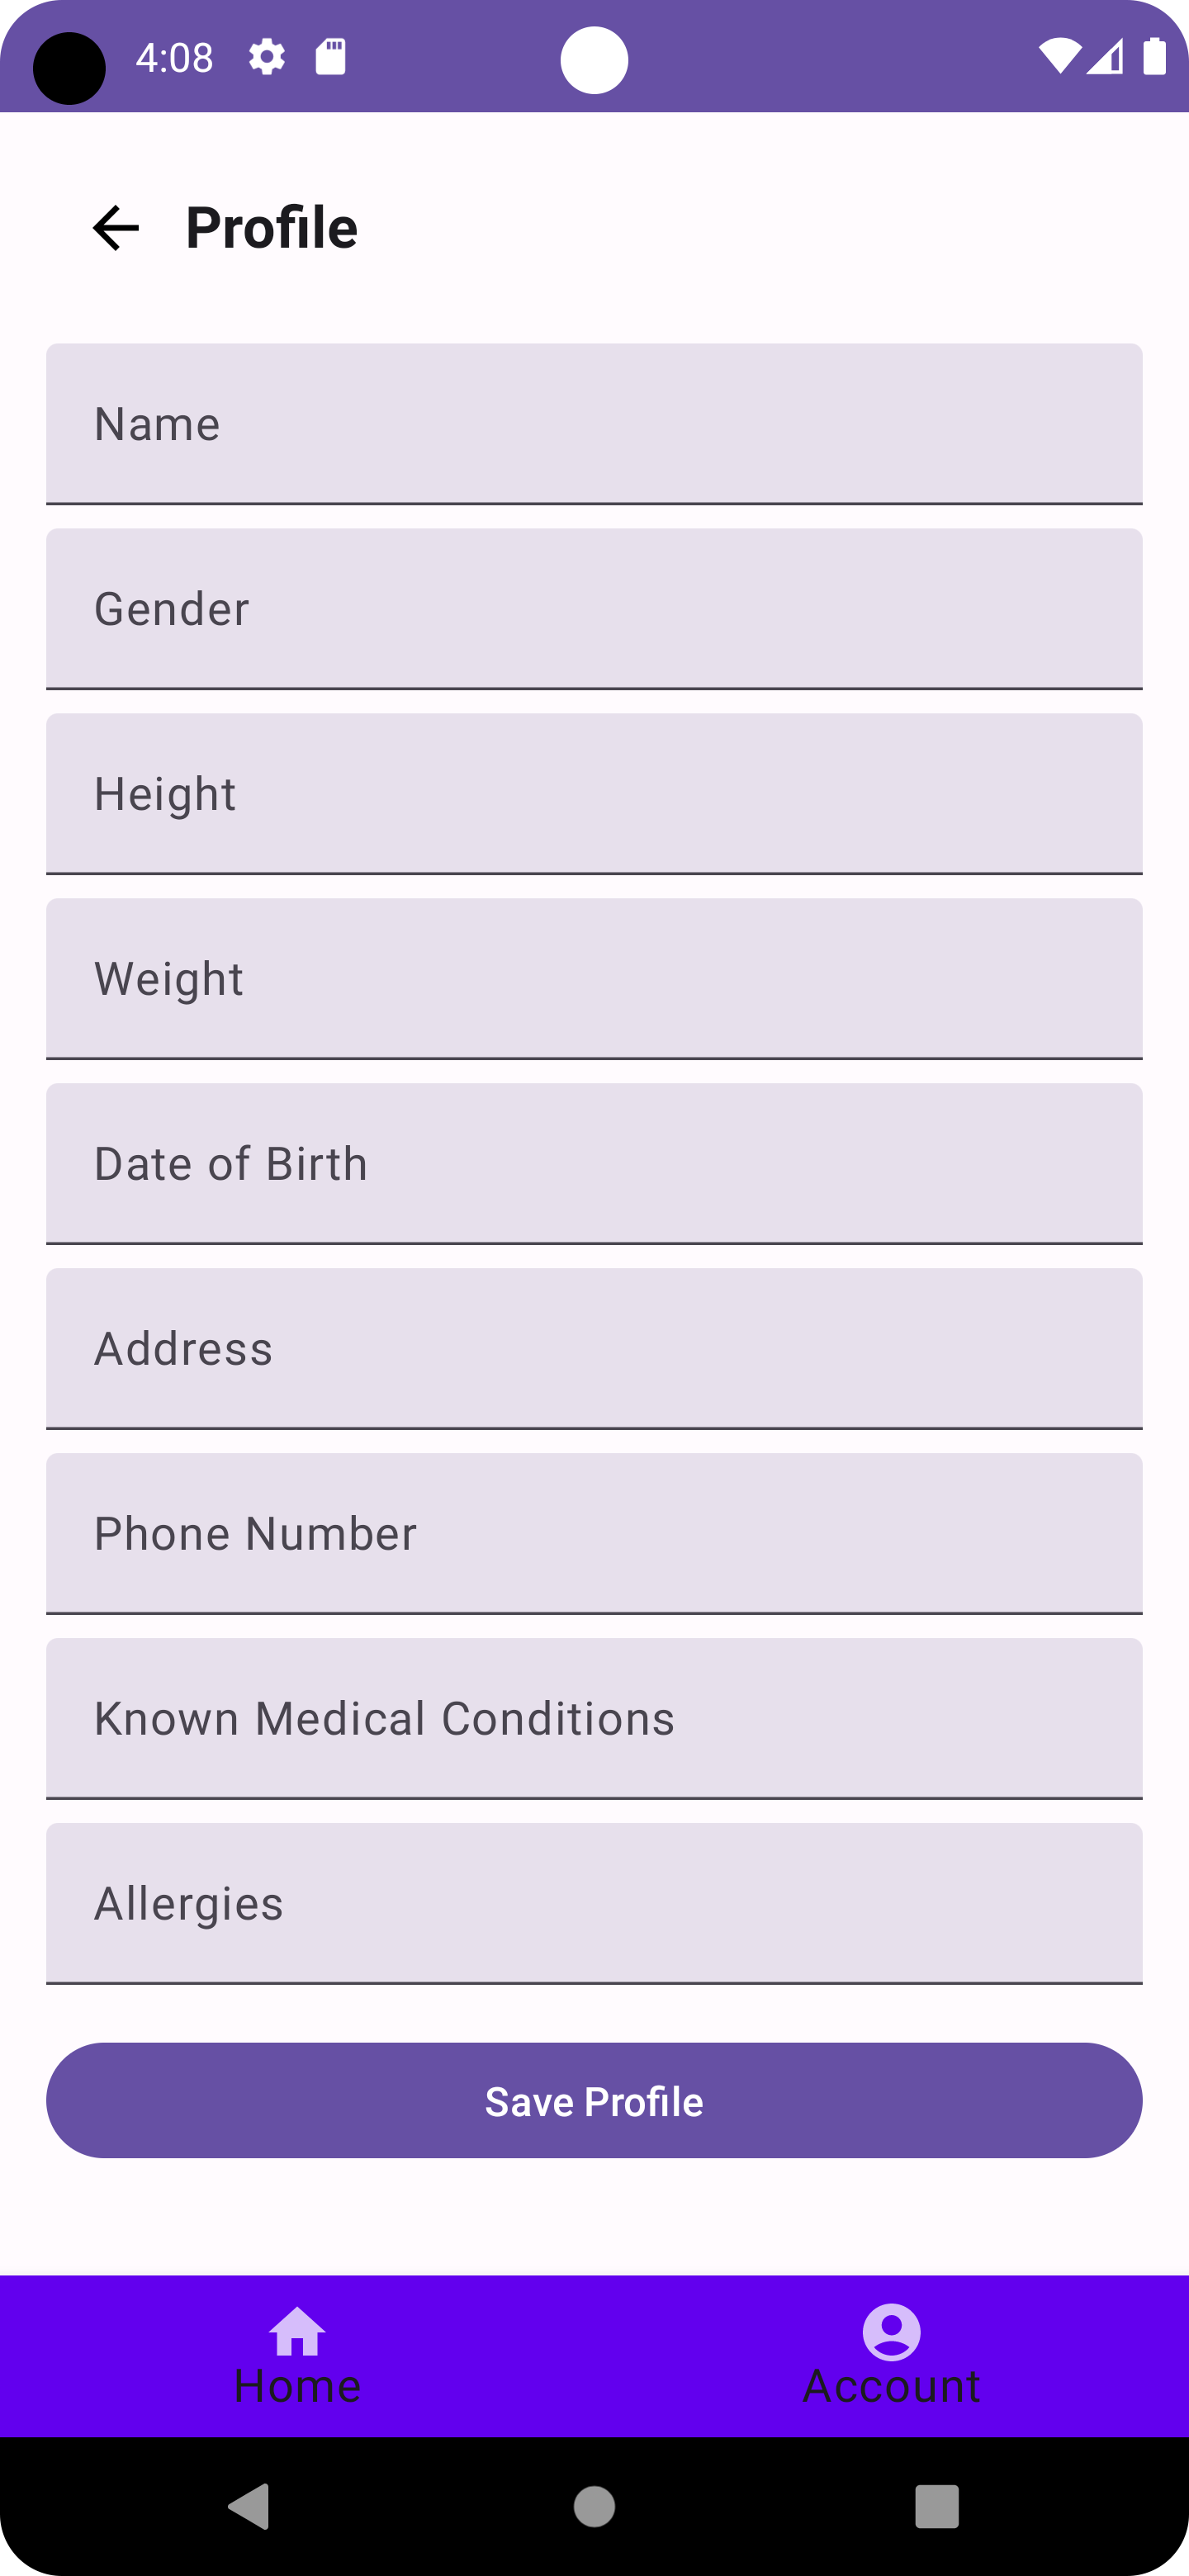 4:08
Profile
Name
Gender
Height
Weight
Date of Birth
Address
Phone Number
Known Medical Conditions
Allergies
Save Profile
Home
Account